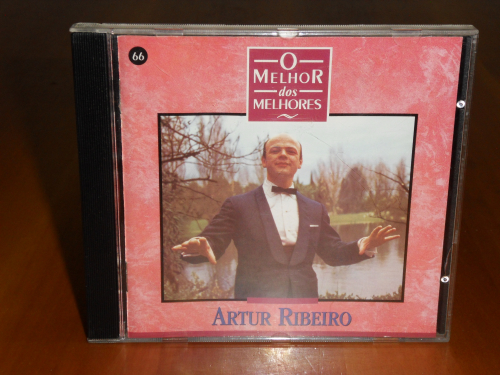 66
O
MELHOR
dos
MELHORES
ARTUR RIBEIRO